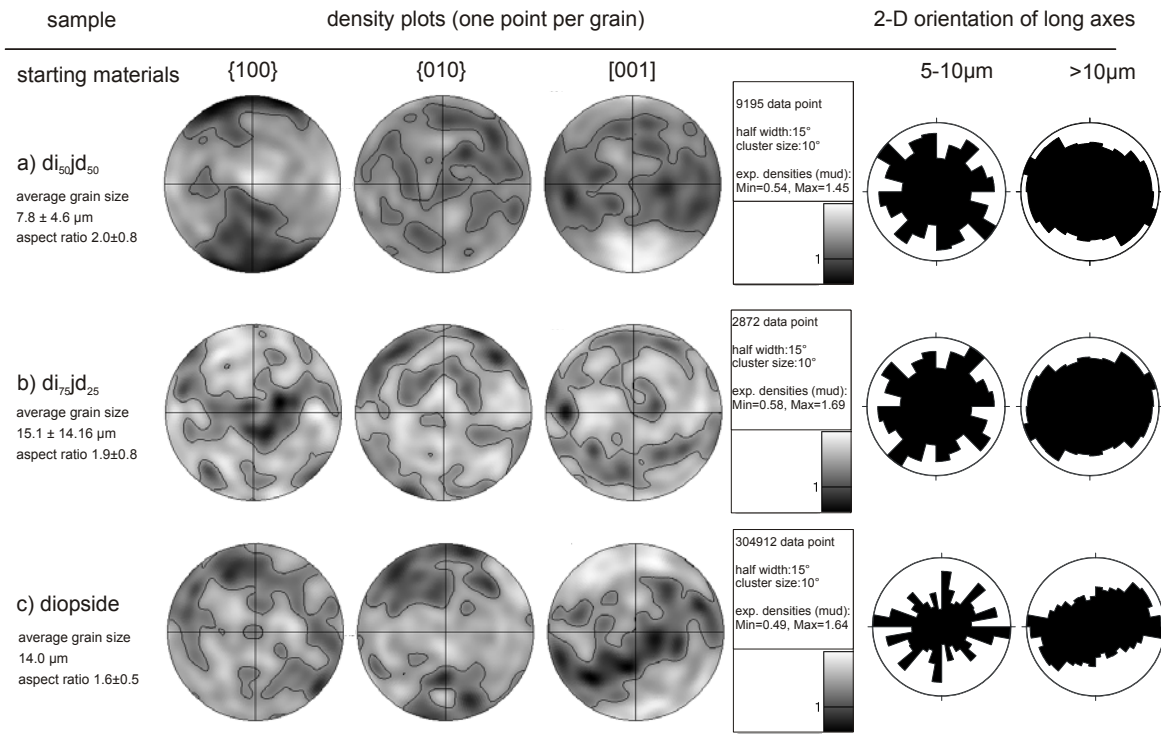 sample density plots (one point per grain) 2-D orientation of long axes
starting materials {100} {010} [001] 5-10µm >10µm
a) di₅₀jd₅₀
average grain size
7.8 ± 4.6 µm
aspect ratio 2.0±0.8
9195 data point
half width:15°
cluster size:10°
exp. densities (mud):
Min=0.54, Max=1.45
1
b) di₇₅jd₂₅
average grain size
15.1 ± 14.16 µm
aspect ratio 1.9±0.8
2872 data point
half width:15°
cluster size:10°
exp. densities (mud):
Min=0.58, Max=1.69
1
c) diopside
average grain size
14.0 µm
aspect ratio 1.6±0.5
304912 data point
half width:15°
cluster size:10°
exp. densities (mud):
Min=0.49, Max=1.64
1